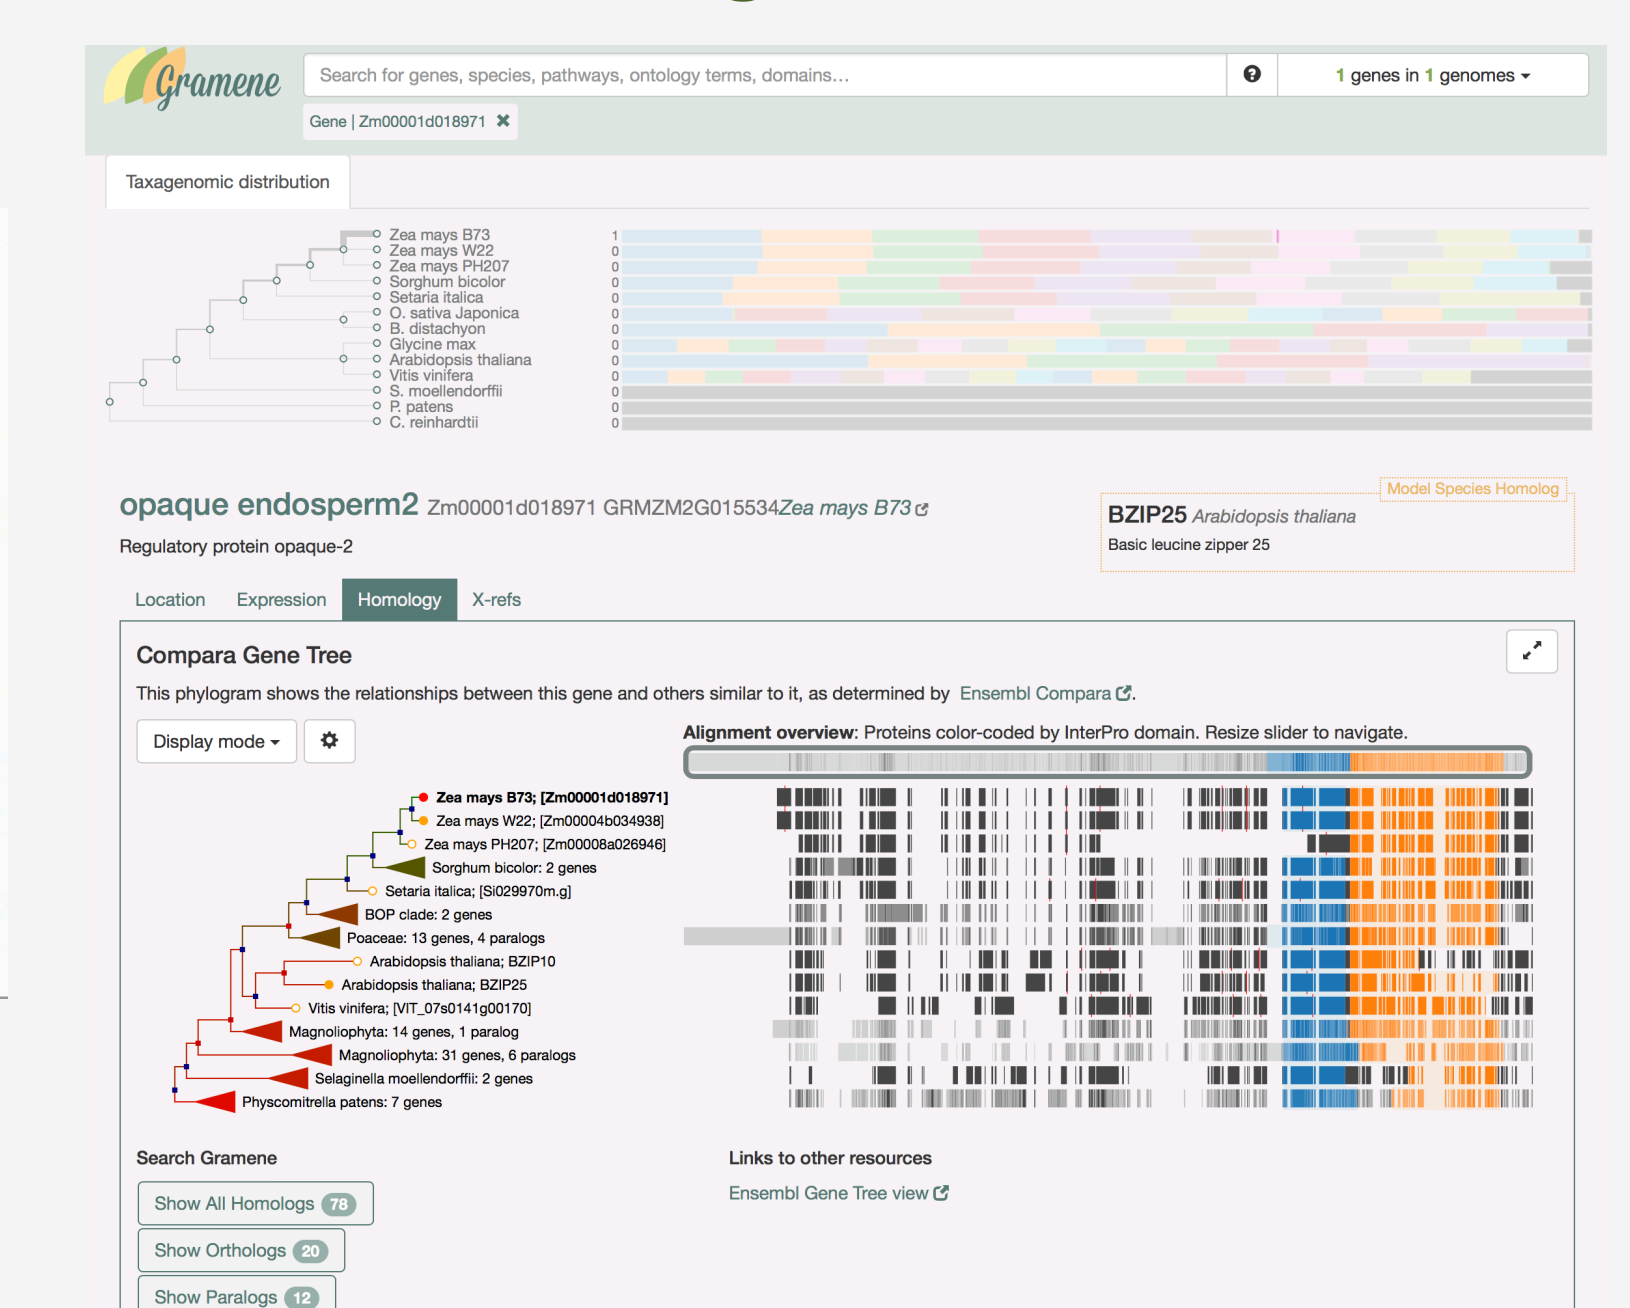 Gramene
Search for genes, species, pathways, ontology terms, domains...
1 genes in 1 genomes
Gene | Zm00001d018971
Taxagenomic distribution
Zea mays B73 1
Zea mays W22 0
Zea mays PH207 0
Sorghum bicolor 0
Setaria italica 0
O. sativa Japonica 0
B. distachyon 0
Glycine max 0
Arabidopsis thaliana 0
Vitis vinifera 0
S. moellendorffii 0
P. patens 0
C. reinhardtii 0
opaque endosperm2 Zm00001d018971 GRMZM2G015534Zea mays B73
Regulatory protein opaque-2
Model Species Homolog
BZIP25 Arabidopsis thaliana
Basic leucine zipper 25
Location Expression Homology X-refs
Compara Gene Tree
This phylogram shows the relationships between this gene and others similar to it, as determined by Ensembl Compara.
Display mode
Alignment overview: Proteins color-coded by InterPro domain. Resize slider to navigate.
Zea mays B73; [Zm00001d018971]
Zea mays W22; [Zm00004b034938]
Zea mays PH207; [Zm00008a026946]
Sorghum bicolor: 2 genes
Setaria italica; [Si029970m.g]
BOP clade: 2 genes
Poaceae: 13 genes, 4 paralogs
Arabidopsis thaliana; BZIP10
Arabidopsis thaliana; BZIP25
Vitis vinifera; [VIT_07s0141g00170]
Magnoliophyta: 14 genes, 1 paralog
Magnoliophyta: 31 genes, 6 paralogs
Selaginella moellendorffii: 2 genes
Physcomitrella patens: 7 genes
Search Gramene
Show All Homologs 78
Show Orthologs 20
Show Paralogs 12
Links to other resources
Ensembl Gene Tree view